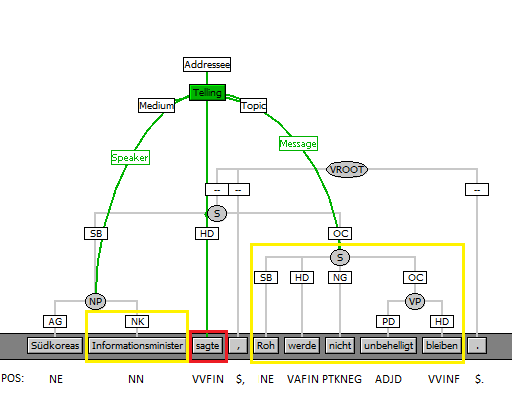 Addressee
Telling
Medium Topic
Speaker Message
VROOT
-- -- --
S
SB HD OC
S
SB HD NG OC
NP VP
AG NK PD HD
Südkoreas Informationsminister sagte , Roh werde nicht unbehelligt bleiben .
POS: NE NN VVFIN $, NE VAFIN PTKNEG ADJD VVINF $.